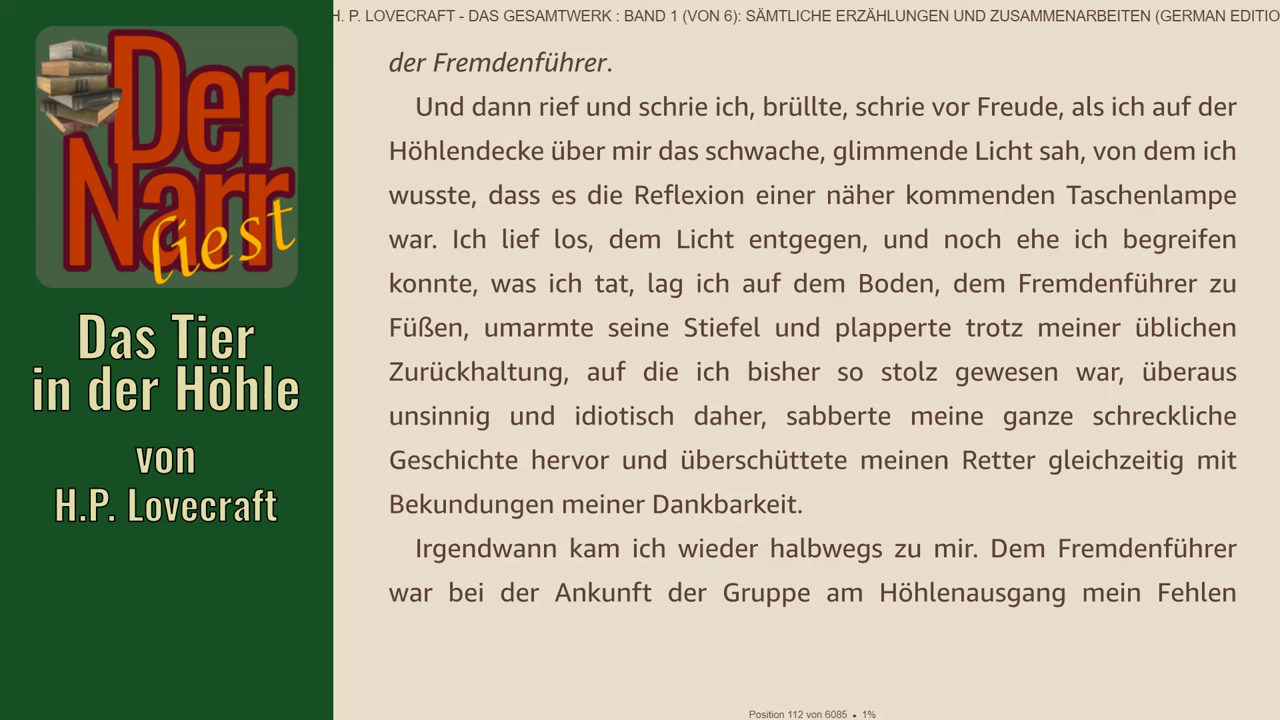 Der
Narr
liest
Das Tier
in der Höhle
von
H.P. Lovecraft
H. P. LOVECRAFT - DAS GESAMTWERK : BAND 1 (VON 6): SÄMTLICHE ERZÄHLUNGEN UND ZUSAMMENARBEITEN (GERMAN EDITIO
der Fremdenführer.
Und dann rief und schrie ich, brüllte, schrie vor Freude, als ich auf der
Höhlendecke über mir das schwache, glimmende Licht sah, von dem ich
wusste, dass es die Reflexion einer näher kommenden Taschenlampe
war. Ich lief los, dem Licht entgegen, und noch ehe ich begreifen
konnte, was ich tat, lag ich auf dem Boden, dem Fremdenführer zu
Füßen, umarmte seine Stiefel und plapperte trotz meiner üblichen
Zurückhaltung, auf die ich bisher so stolz gewesen war, überaus
unsinnig und idiotisch daher, sabberte meine ganze schreckliche
Geschichte hervor und überschüttete meinen Retter gleichzeitig mit
Bekundungen meiner Dankbarkeit.
Irgendwann kam ich wieder halbwegs zu mir. Dem Fremdenführer
war bei der Ankunft der Gruppe am Höhlenausgang mein Fehlen
Position 112 von 6085 • 1%